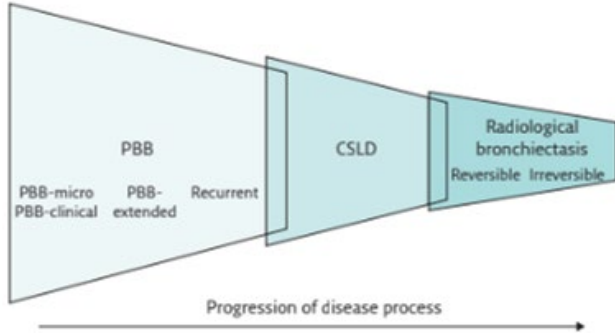 PBB
PBB-micro
PBB-clinical
PBB-
extended
Recurrent
CSLD
Radiological
bronchiectasis
Reversible Irreversible
Progression of disease process